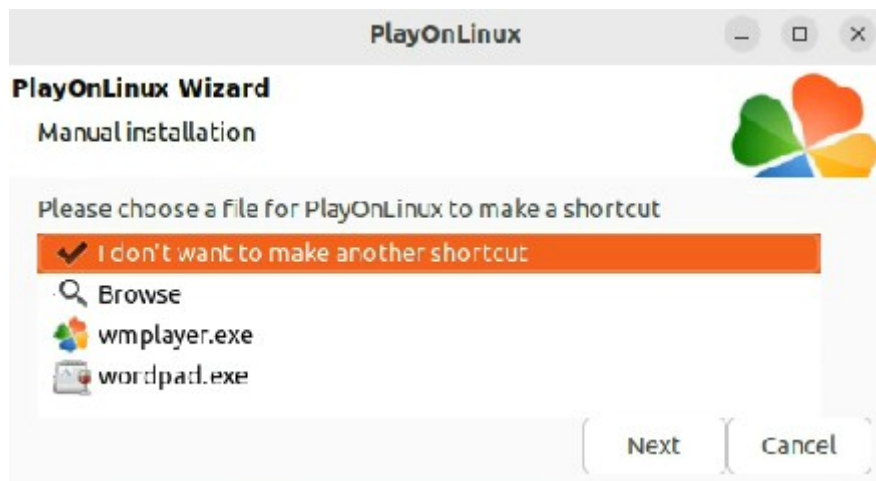 PlayOnLinux
PlayOnLinux Wizard
Manual installation
Please choose a file for PlayOnLinux to make a shortcut
I don't want to make another shortcut
Browse
wmplayer.exe
wordpad.exe
Next Cancel